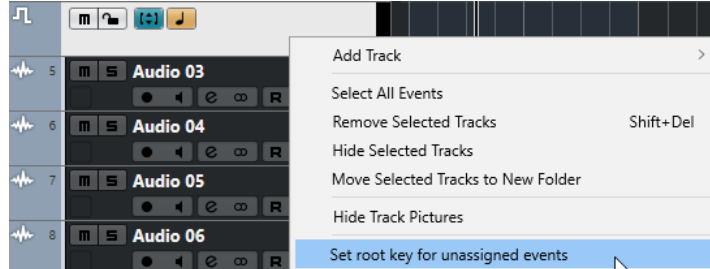 m
Add Track
Select All Events
Remove Selected Tracks Shift+Del
Hide Selected Tracks
Move Selected Tracks to New Folder
Hide Track Pictures
Set root key for unassigned events
5 m S Audio 03
e R
6 m S Audio 04
e R
7 m S Audio 05
e R
8 m S Audio 06
e R